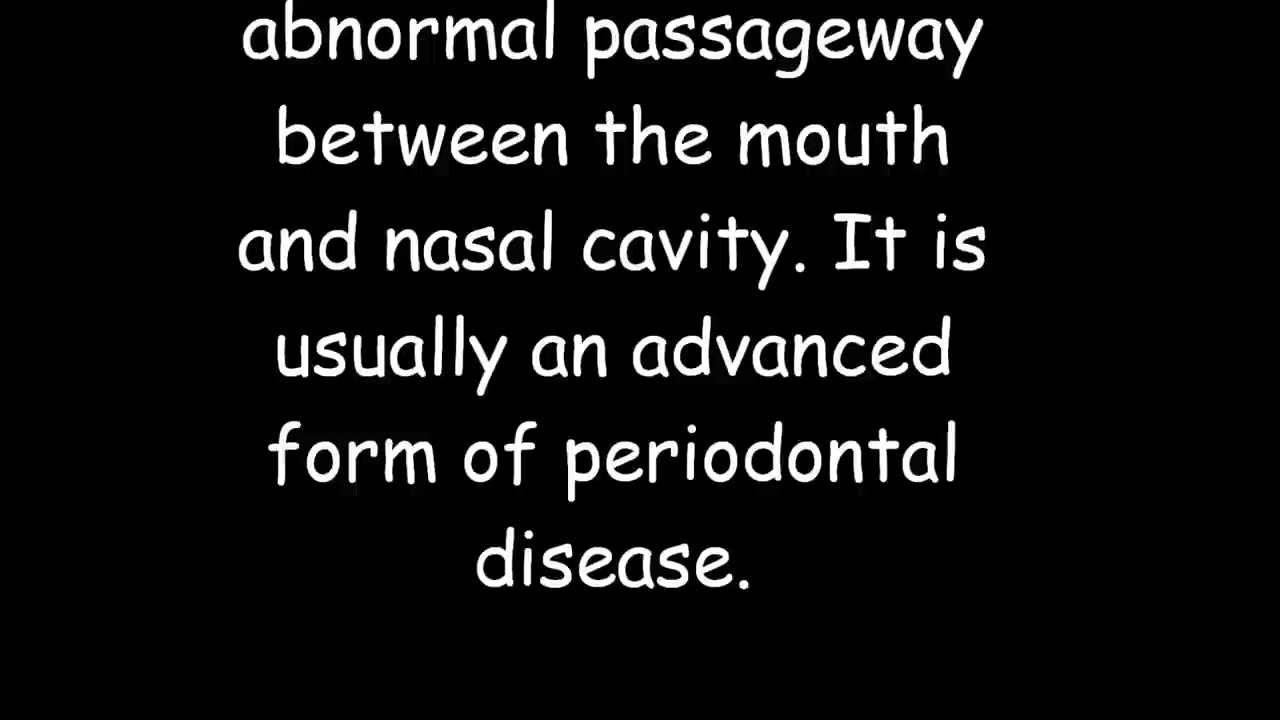 abnormal passageway
between the mouth
and nasal cavity. It is
usually an advanced
form of periodontal
disease.